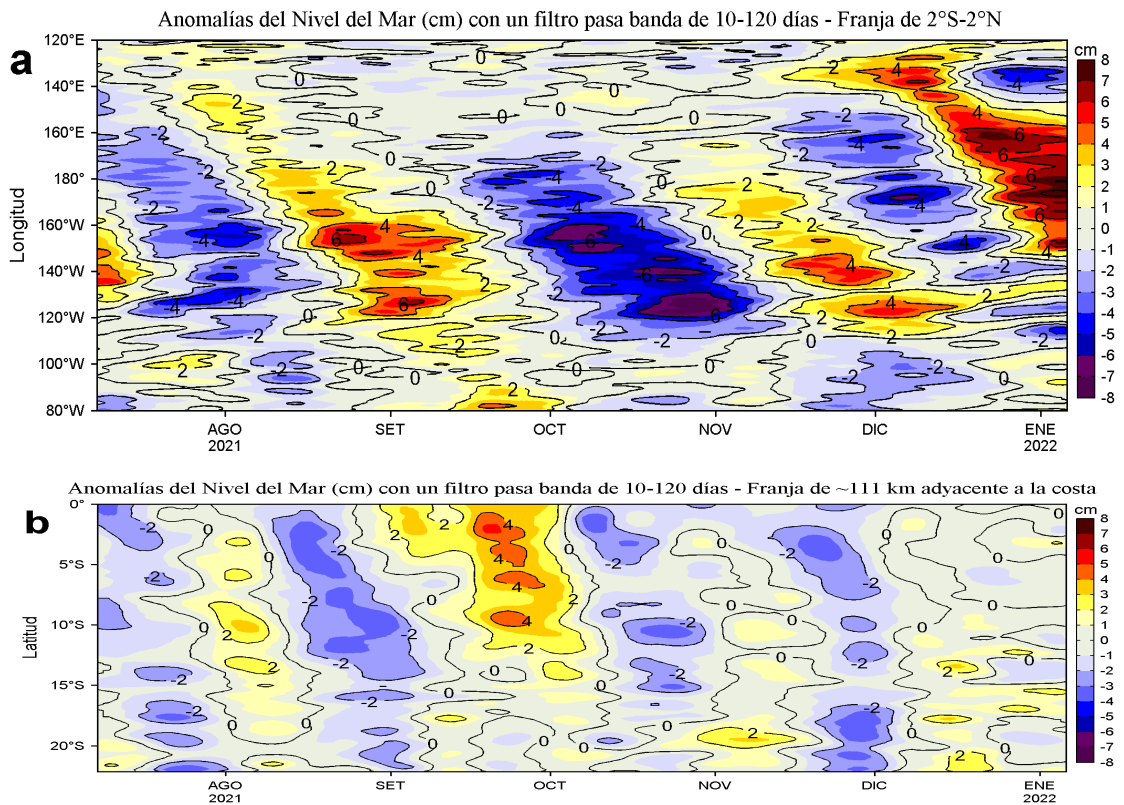 Anomalías del Nivel del Mar (cm) con un filtro pasa banda de 10-120 días - Franja de 2°S-2°N
a
cm
120°E
140°E
160°E
180°
160°W
140°W
120°W
100°W
80°W
Longitud
AGO
2021
SET
OCT
NOV
DIC
ENE
2022
8
7
6
5
4
3
2
1
0
-1
-2
-3
-4
-5
-6
-7
-8
Anomalías del Nivel del Mar (cm) con un filtro pasa banda de 10-120 días - Franja de ~111 km adyacente a la costa
b
cm
0°
5°S
10°S
15°S
20°S
Latitud
AGO
2021
SET
OCT
NOV
DIC
ENE
2022
8
7
6
5
4
3
2
1
0
-1
-2
-3
-4
-5
-6
-7
-8